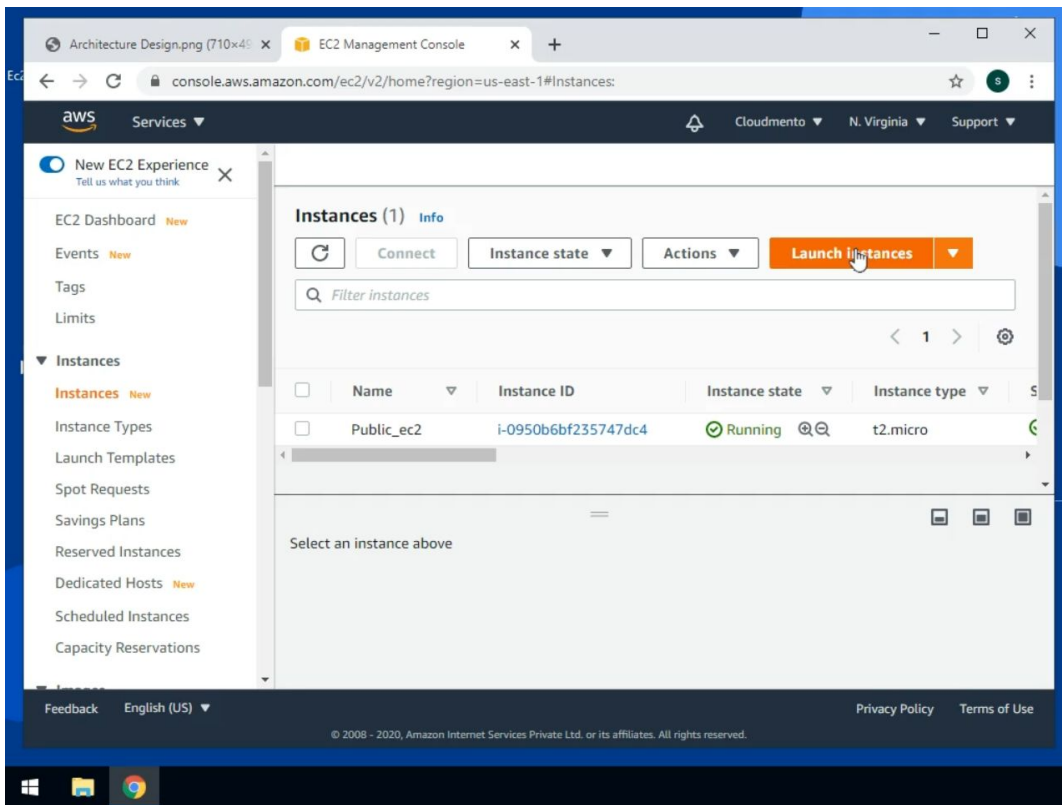 Architecture Design.png (710×49
EC2 Management Console
Ec2
console.aws.amazon.com/ec2/v2/home?region=us-east-1#Instances:
S
aws
Services
Cloudmento
N. Virginia
Support
New EC2 Experience
Tell us what you think
EC2 Dashboard New
Events New
Tags
Limits
Instances
Instances New
Instance Types
Launch Templates
Spot Requests
Savings Plans
Reserved Instances
Dedicated Hosts New
Scheduled Instances
Capacity Reservations
Instances (1) Info
Connect
Instance state
Actions
Launch instances
Filter instances
1
Name
Instance ID
Instance state
Instance type
S
Public_ec2
i-0950b6bf235747dc4
Running
t2.micro
Select an instance above
Feedback
English (US)
Privacy Policy
Terms of Use
© 2008 - 2020, Amazon Internet Services Private Ltd. or its affiliates. All rights reserved.